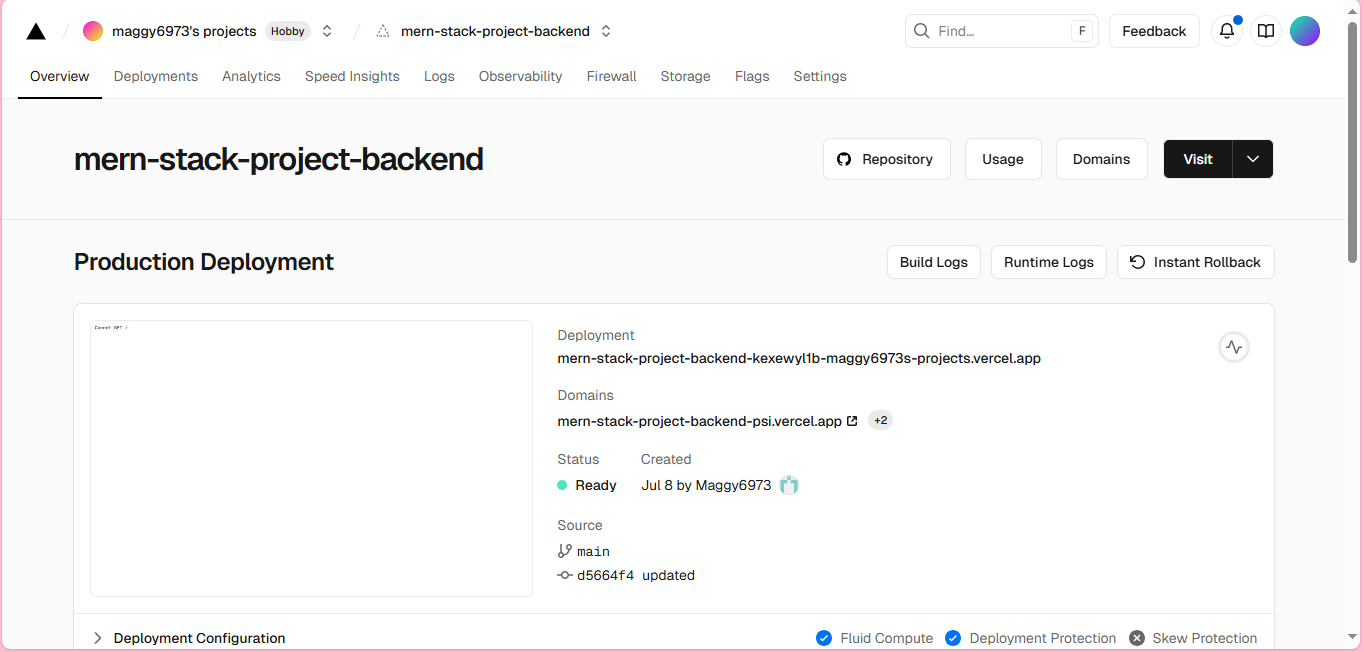 maggy6973's projects Hobby mern-stack-project-backend Find... F Feedback
Overview Deployments Analytics Speed Insights Logs Observability Firewall Storage Flags Settings
mern-stack-project-backend Repository Usage Domains Visit
Production Deployment Build Logs Runtime Logs Instant Rollback
Cannot GET /
Deployment
mern-stack-project-backend-kexewyl1b-maggy6973s-projects.vercel.app
Domains
mern-stack-project-backend-psi.vercel.app +2
Status Created
Ready Jul 8 by Maggy6973
Source
main
d5664f4 updated
Deployment Configuration Fluid Compute Deployment Protection Skew Protection